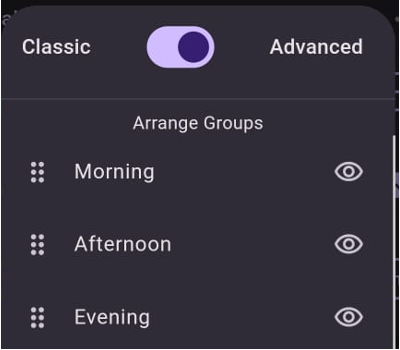 Classic Advanced
Arrange Groups
Morning
Afternoon
Evening